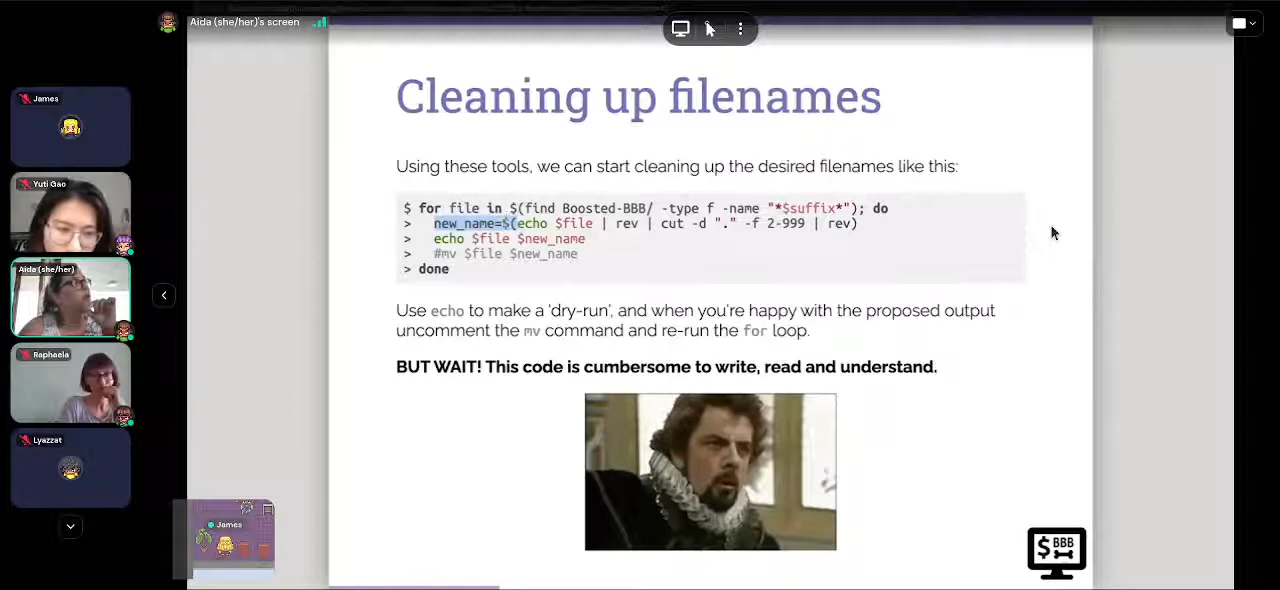 Aida (she/her)'s screen
James
Yuti Gao
Aida (she/her)
Raphaela
Lyazzat
James
Cleaning up filenames
Using these tools, we can start cleaning up the desired filenames like this:
$ for file in $(find Boosted-BBB/ -type f -name "*$suffix*"); do
> new_name=$(echo $file | rev | cut -d "." -f 2-999 | rev)
> echo $file $new_name
> #mv $file $new_name
> done
Use echo to make a 'dry-run', and when you're happy with the proposed output
uncomment the mv command and re-run the for loop.
BUT WAIT! This code is cumbersome to write, read and understand.
$ BBB